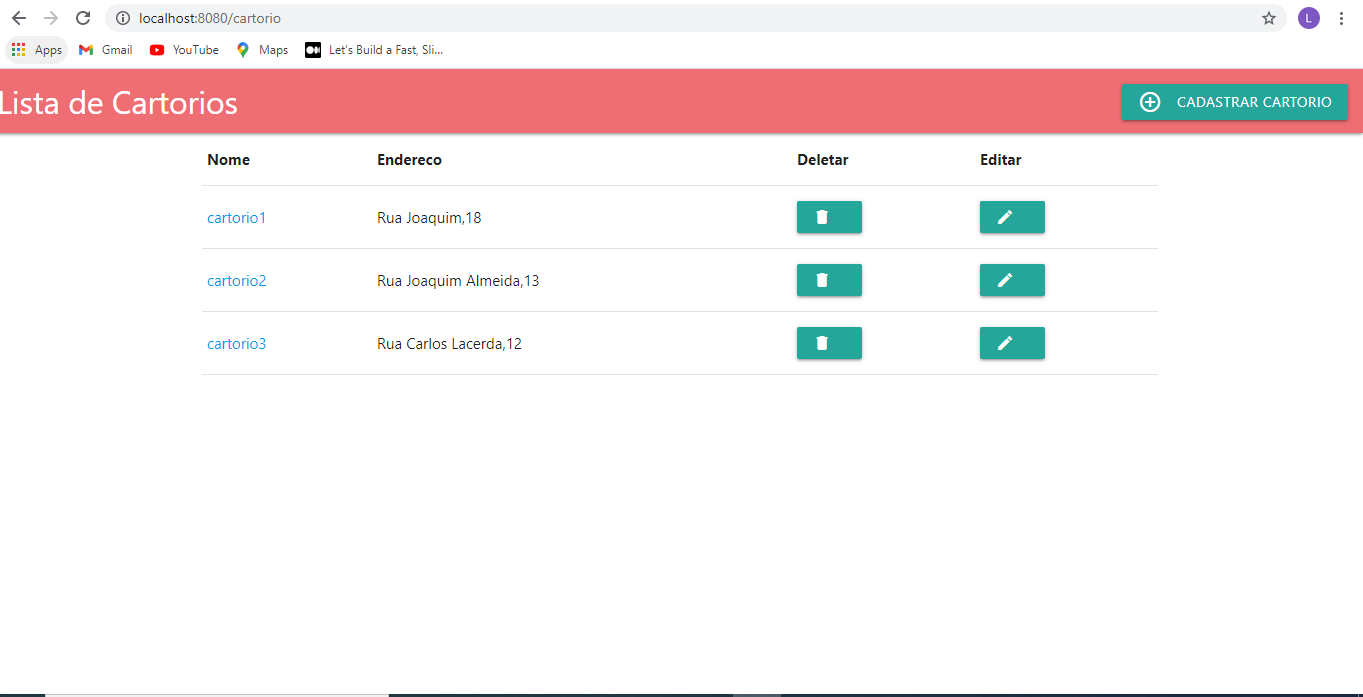 localhost:8080/cartorio
L
Apps Gmail YouTube Maps Let's Build a Fast, Sli...
Lista de Cartorios CADASTRAR CARTORIO
Nome Endereco Deletar Editar
cartorio1 Rua Joaquim,18
cartorio2 Rua Joaquim Almeida,13
cartorio3 Rua Carlos Lacerda,12